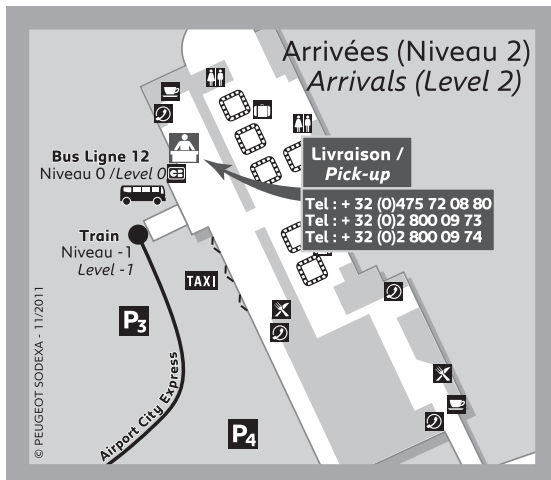 Arrivées (Niveau 2)
Arrivals (Level 2)
Bus Ligne 12
Niveau 0 /Level 0
Livraison /
Pick-up
Tel : + 32 (0)475 72 08 80
Tel : + 32 (0)2 800 09 73
Tel : + 32 (0)2 800 09 74
Train
Niveau -1
Level -1
TAXI
P3
P4
Airport City Express
© PEUGEOT SODEXA - 11/2011